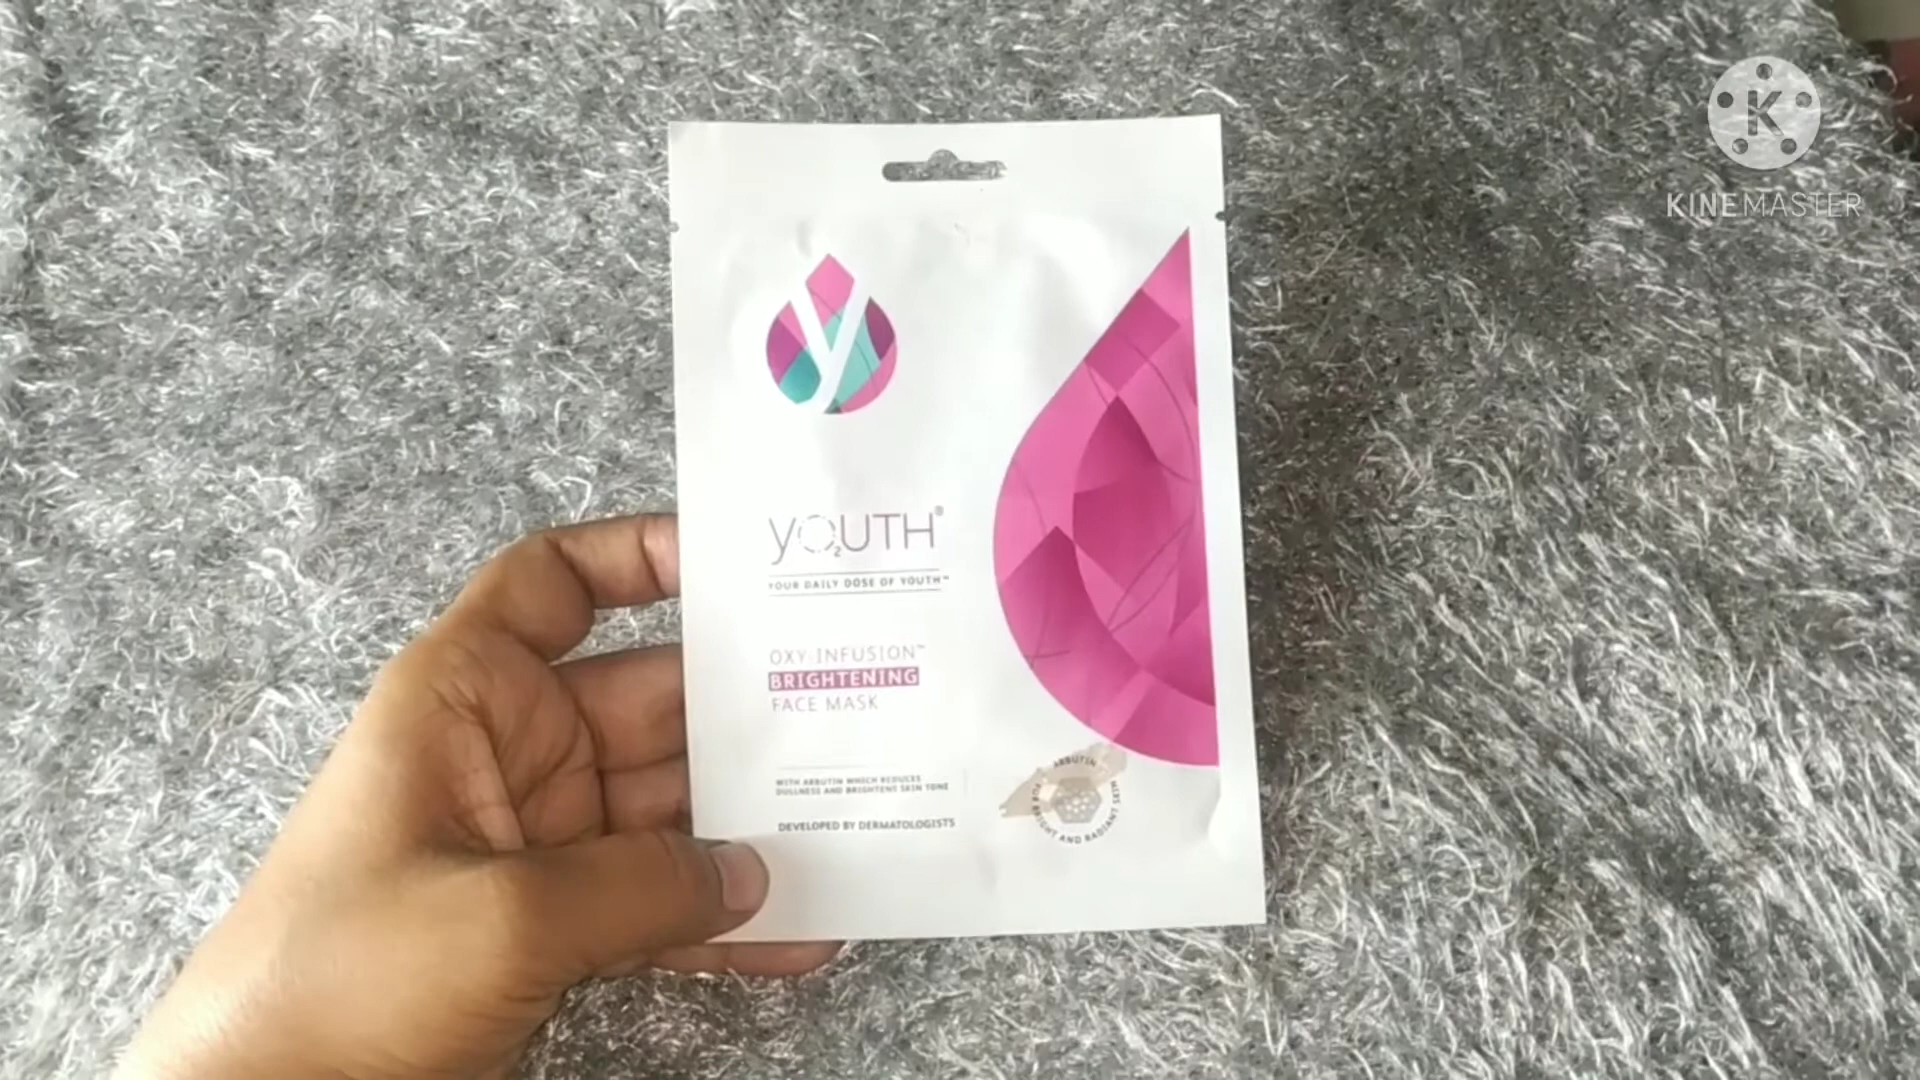 K
KINEMASTER
y
yO₂UTH®
YOUR DAILY DOSE OF YOUTH™
OXY-INFUSION™
BRIGHTENING
FACE MASK
WITH ARBUTIN WHICH REDUCES
DULLNESS AND BRIGHTENS SKIN TONE
DEVELOPED BY DERMATOLOGISTS
ARBUTIN
FOR BRIGHT AND RADIANT SKIN